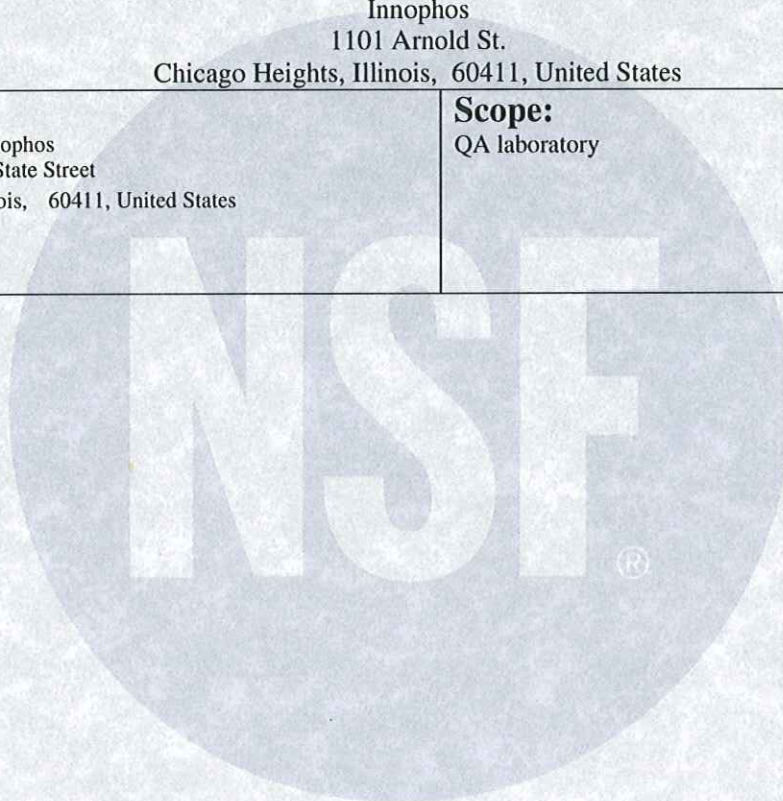 Innophos
1101 Arnold St.
Chicago Heights, Illinois, 60411, United States
Scope:
QA laboratory
ophos
State Street
ois, 60411, United States
NSF®